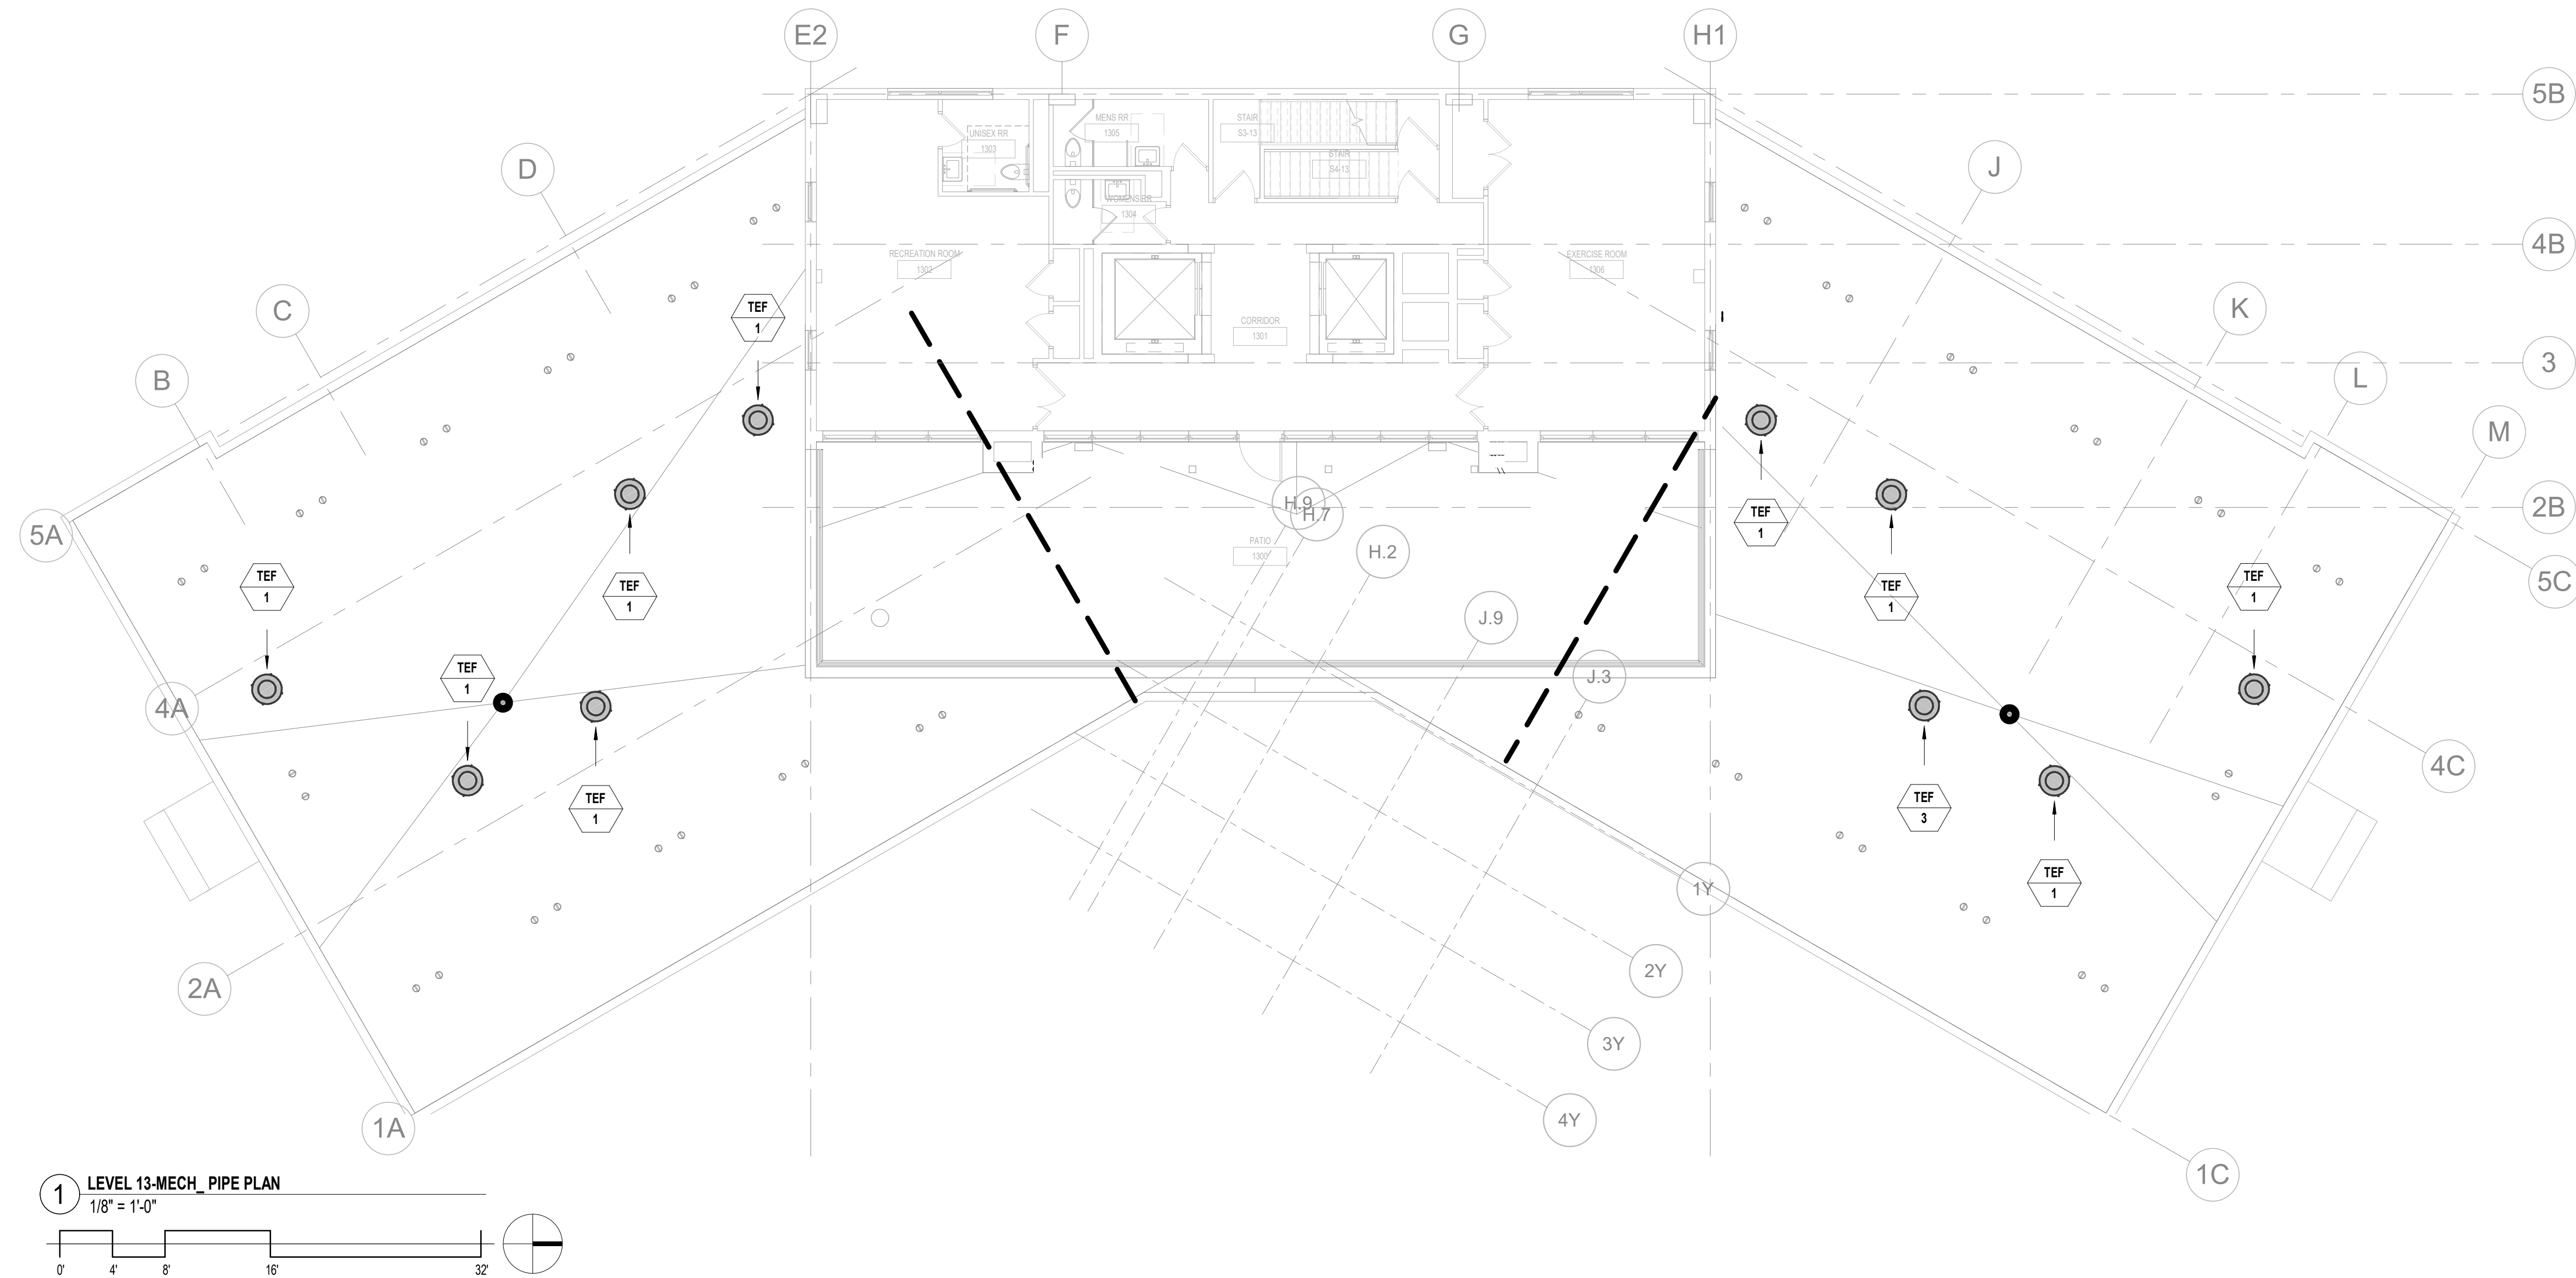 E2
F
G
H1
5B
MENS RR
1305
STAIR
S3-13
UNISEX RR
1303
STAIR
S4-13
D
J
WOMENS RR
1304
4B
RECREATION ROOM
1302
EXERCISE ROOM
1306
C
TEF
1
CORRIDOR
1301
K
B
3
L
M
H.9
H.7
2B
5A
TEF
1
PATIO
1300
H.2
TEF
1
TEF
1
TEF
1
TEF
1
TEF
1
5C
J.9
TEF
1
J.3
4A
4C
TEF
1
TEF
3
TEF
1
1Y
2A
2Y
3Y
1A
4Y
1C
1
LEVEL 13-MECH_ PIPE PLAN
1/8" = 1'-0"
0'
4'
8'
16'
32'